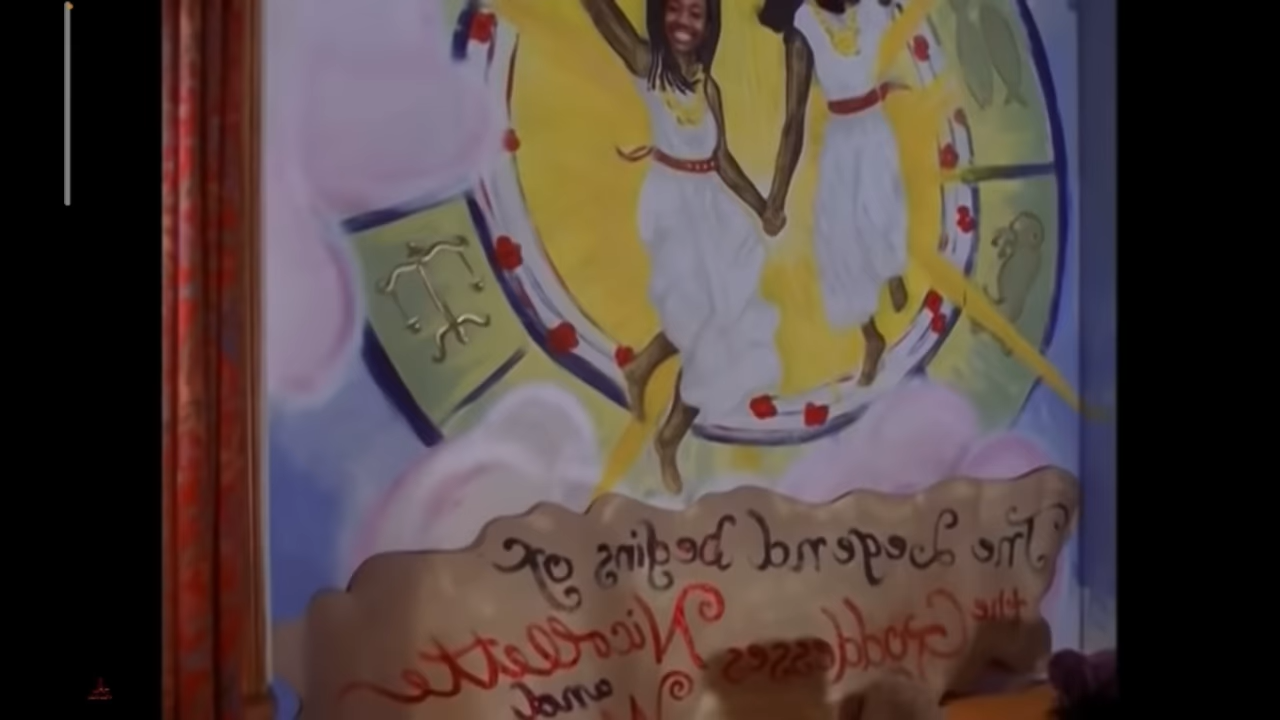 The Legend begins of
the Goddesses Nicollette
and